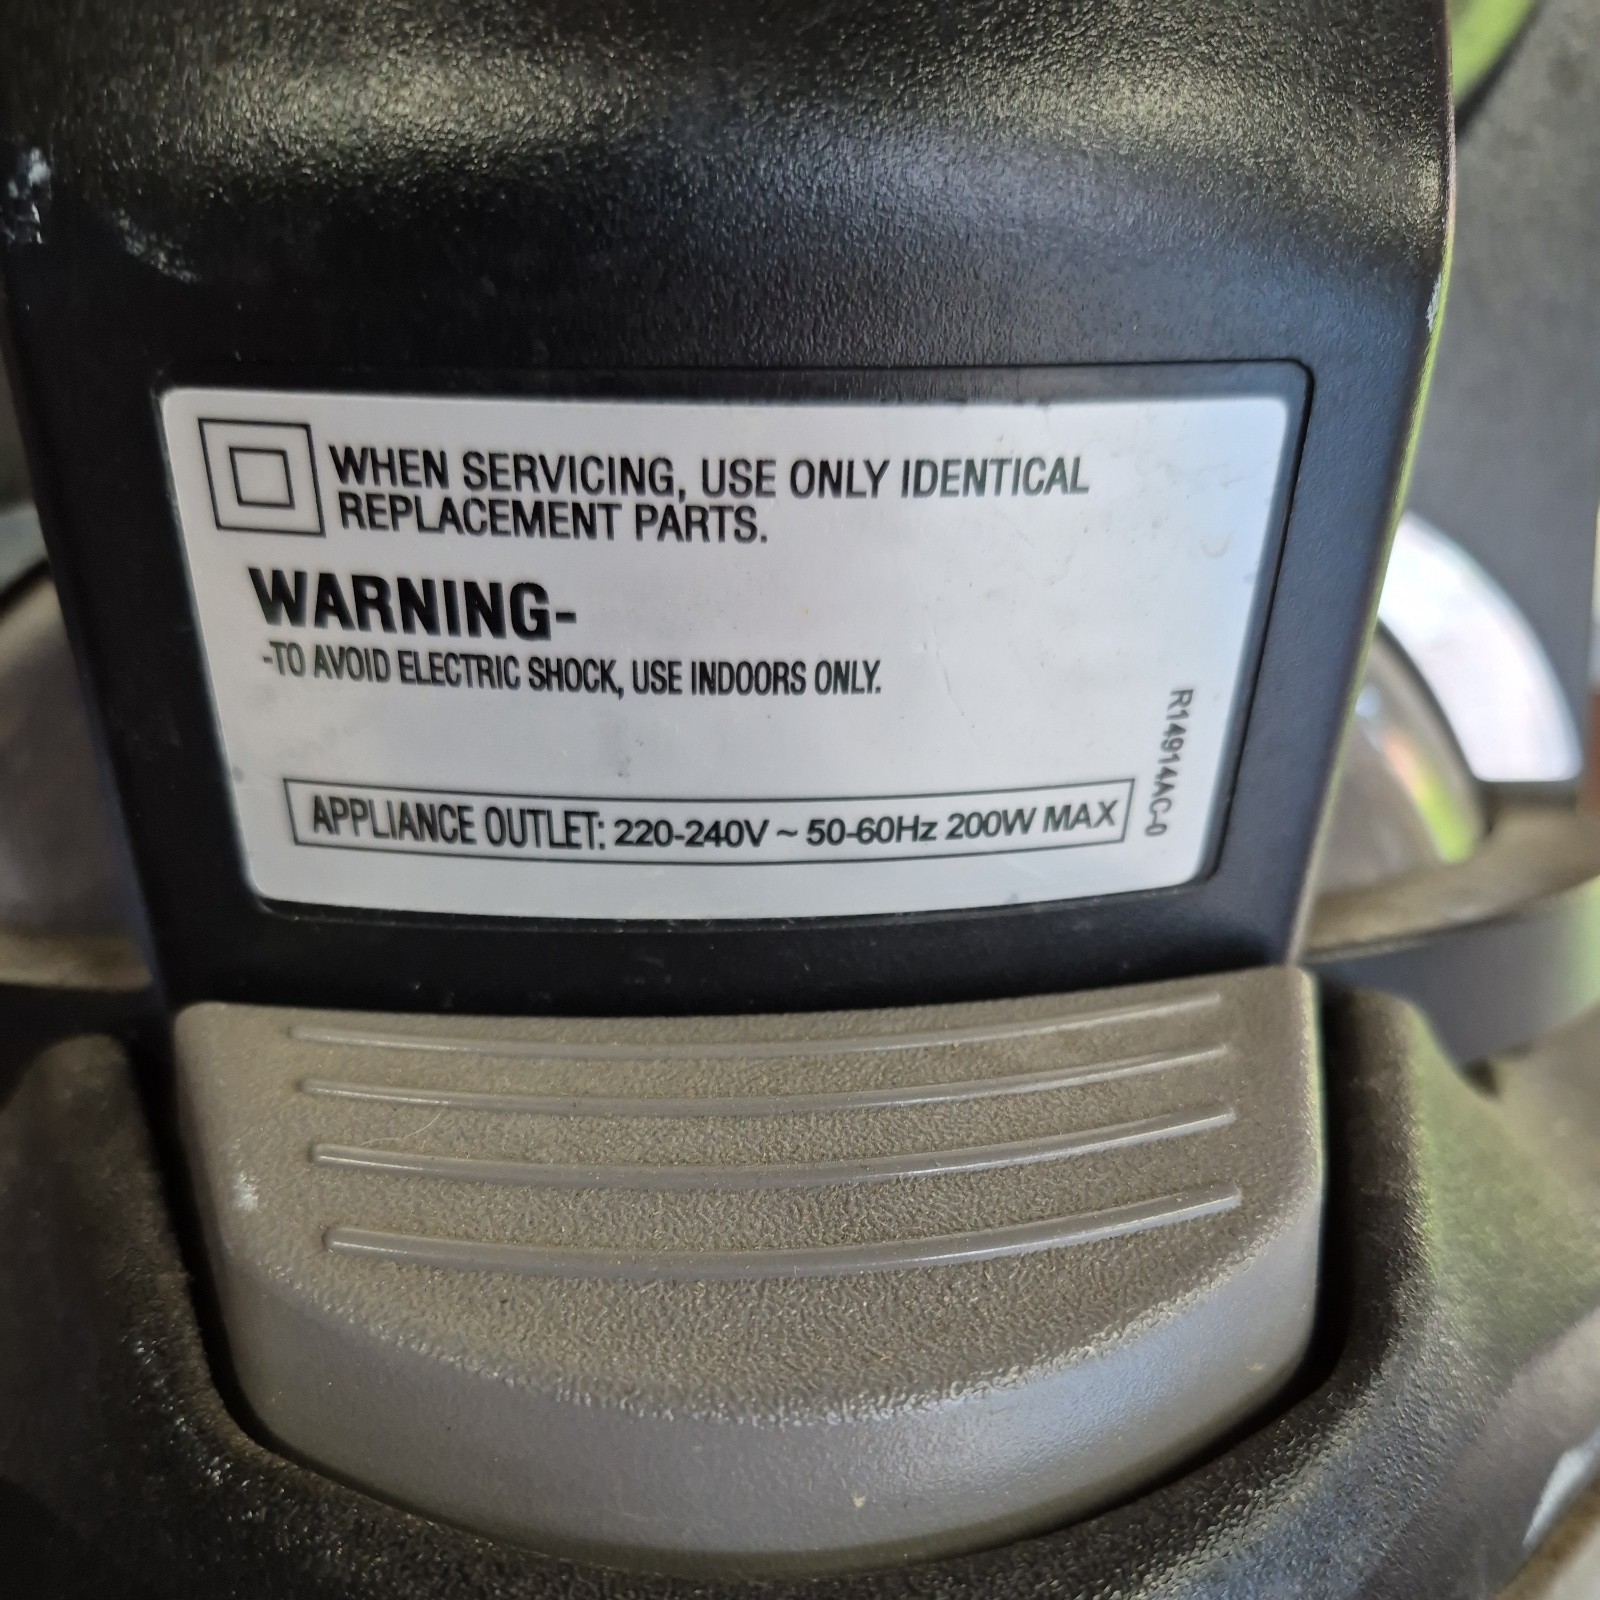 WHEN SERVICING, USE ONLY IDENTICAL
REPLACEMENT PARTS.
WARNING-
-TO AVOID ELECTRIC SHOCK, USE INDOORS ONLY.
APPLIANCE OUTLET: 220-240V ~ 50-60Hz 200W MAX
R14914AC-0